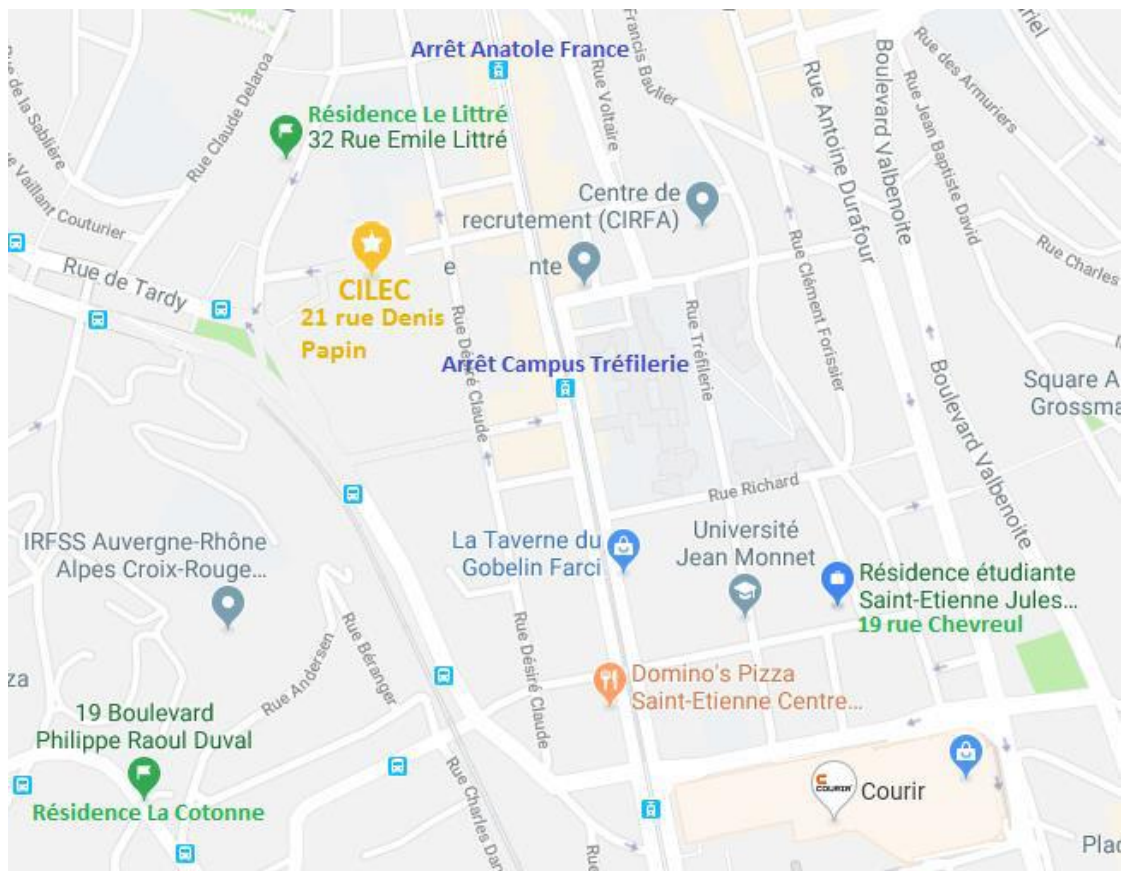 Arrêt Anatole France
Résidence Le Littré
32 Rue Emile Littré
Rue Claude Delaroa
Rue de la Sablière
e Vaillant Couturier
Rue de Tardy
CILEC
21 rue Denis
Papin
e nte
Centre de
recrutement (CIRFA)
Rue Voltaire
Francis Baulier
Rue Antoine Durafour
Boulevard Valbenoite
Rue des Armuriers
Rue Jean Baptiste David
Rue Charles
Rue Clément Forissier
Rue Tréfilerie
Rue Désiré Claude
Arrêt Campus Tréfilerie
Boulevard Valbenoite
Square A
Grossma
Rue Richard
IRFSS Auvergne-Rhône
Alpes Croix-Rouge...
La Taverne du
Gobelin Farci
Université
Jean Monnet
Résidence étudiante
Saint-Etienne Jules...
19 rue Chevreul
Rue Andersen
Rue Béranger
Rue Désiré Claude
Domino's Pizza
Saint-Etienne Centre...
za
19 Boulevard
Philippe Raoul Duval
Résidence La Cotonne
Rue Charles Dar
Rue
COURIR
Courir
Plac